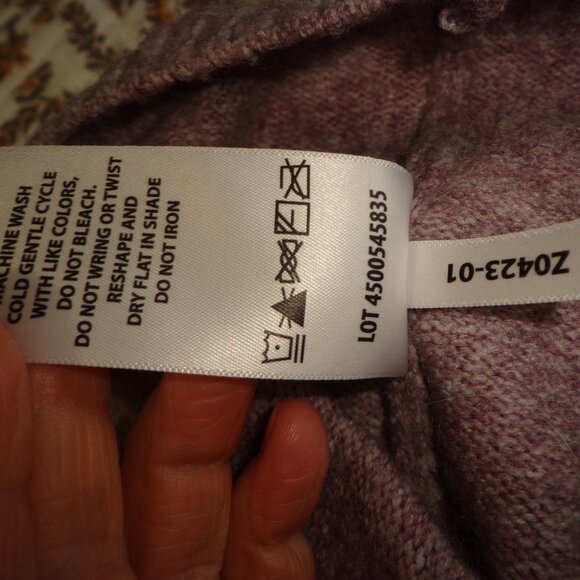 MACHINE WASH
COLD GENTLE CYCLE
WITH LIKE COLORS,
DO NOT BLEACH.
DO NOT WRING OR TWIST
RESHAPE AND
DRY FLAT IN SHADE
DO NOT IRON
LOT 4500545835
Z0423-01